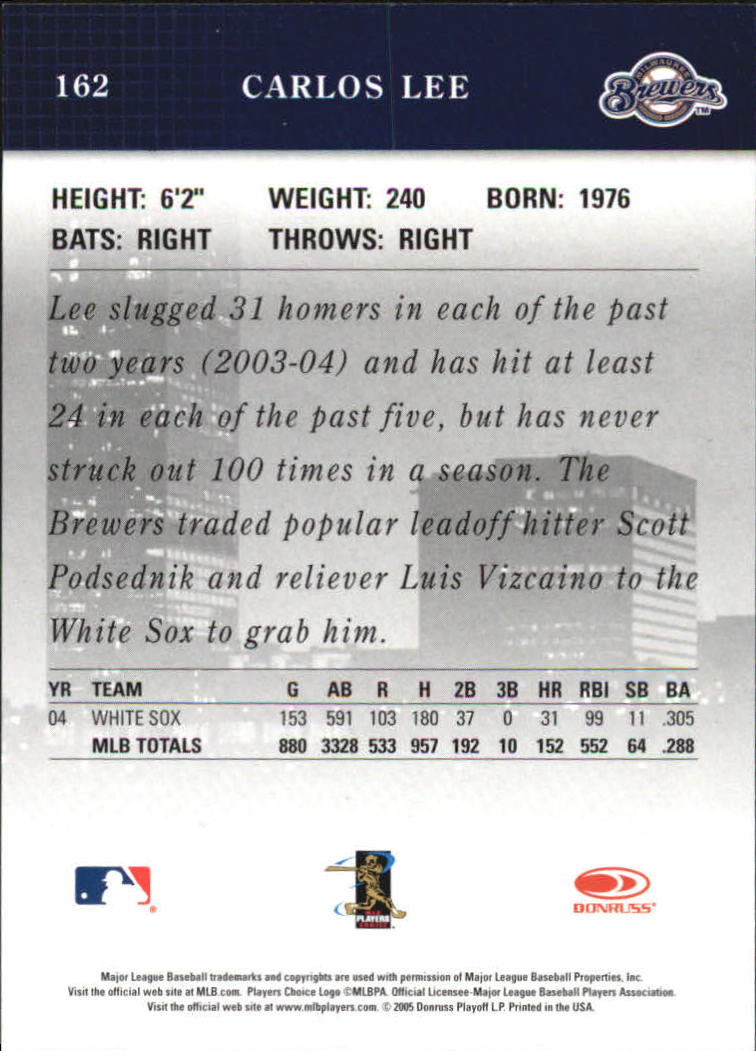 162 CARLOS LEE
MILWAUKEE
Brewers TM
HEIGHT: 6'2" WEIGHT: 240 BORN: 1976
BATS: RIGHT THROWS: RIGHT
Lee slugged 31 homers in each of the past
two years (2003-04) and has hit at least
24 in each of the past five, but has never
struck out 100 times in a season. The
Brewers traded popular leadoff hitter Scott
Podsednik and reliever Luis Vizcaino to the
White Sox to grab him.
YR TEAM G AB R H 2B 3B HR RBI SB BA
04 WHITE SOX 153 591 103 180 37 0 31 99 11 .305
MLB TOTALS 880 3328 533 957 192 10 152 552 64 .288
MLB
PLAYERS
CHOICE
DONRUSS®
Major League Baseball trademarks and copyrights are used with permission of Major League Baseball Properties, Inc.
Visit the official web site at MLB.com. Players Choice Logo ©MLBPA. Official Licensee-Major League Baseball Players Association.
Visit the official web site at www.mlbplayers.com. © 2005 Donruss Playoff L.P. Printed in the USA.